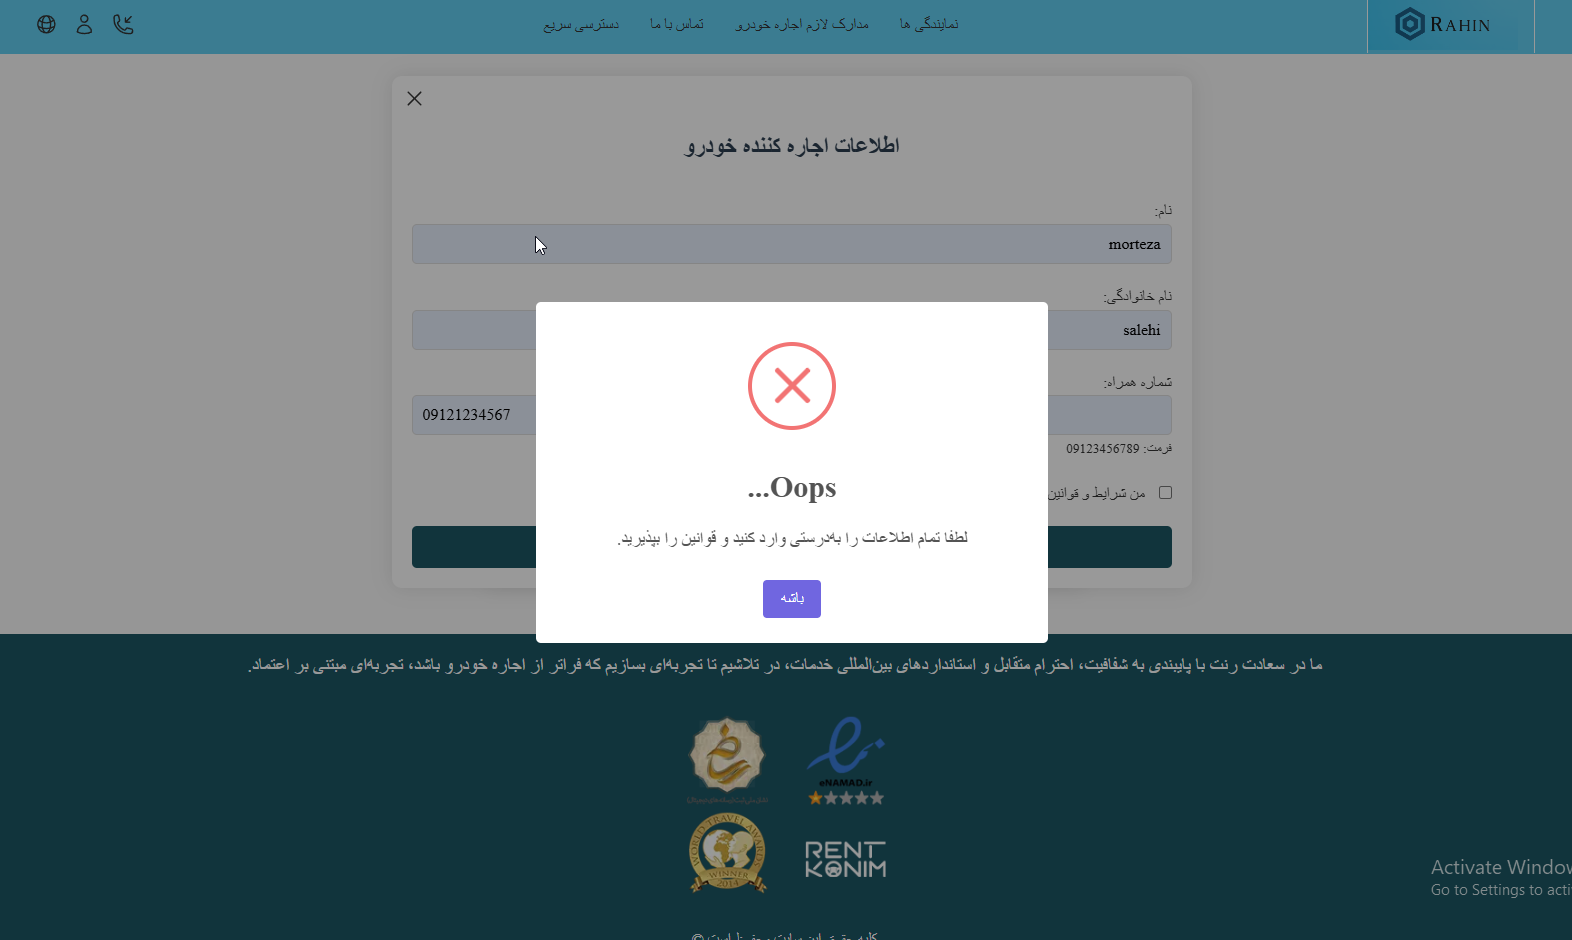 RAHIN
نمایندگی ها
مدارک لازم اجاره خودرو
تماس با ما
دسترسی سریع
اطلاعات اجاره کننده خودرو
نام:
morteza
نام خانوادگی:
salehi
شماره همراه:
09121234567
فرمت: 09123456789
من شرایط و قوانین
...Oops
لطفا تمام اطلاعات را به‌درستی وارد کنید و قوانین را بپذیرید.
باشه
ما در سعادت رنت با پایبندی به شفافیت، احترام متقابل و استانداردهای بین‌المللی خدمات، در تلاشیم تا تجربه‌ای بسازیم که فراتر از اجاره خودرو باشد، تجربه‌ای مبتنی بر اعتماد.
eNAMAD.ir
WORLD TRAVEL AWARDS
WINNER
2014
RENT
KONIM
Activate Window
Go to Settings to acti